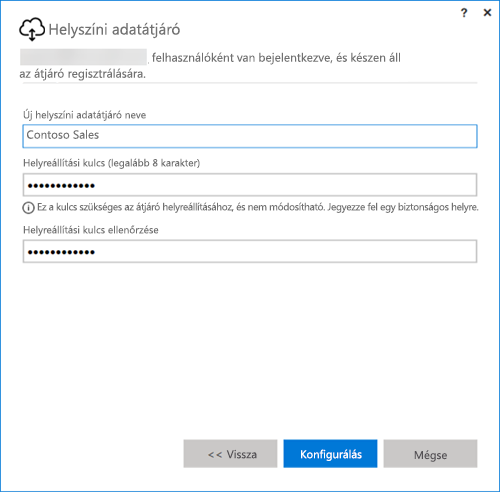 ? ×
Helyszíni adatátjáró
, felhasználóként van bejelentkezve, és készen áll
az átjáró regisztrálására.
Új helyszíni adatátjáró neve
Contoso Sales
Helyreállítási kulcs (legalább 8 karakter)
••••••••••••
Ez a kulcs szükséges az átjáró helyreállításához, és nem módosítható. Jegyezze fel egy biztonságos helyre.
Helyreállítási kulcs ellenőrzése
••••••••••••
<< Vissza
Konfigurálás
Mégse